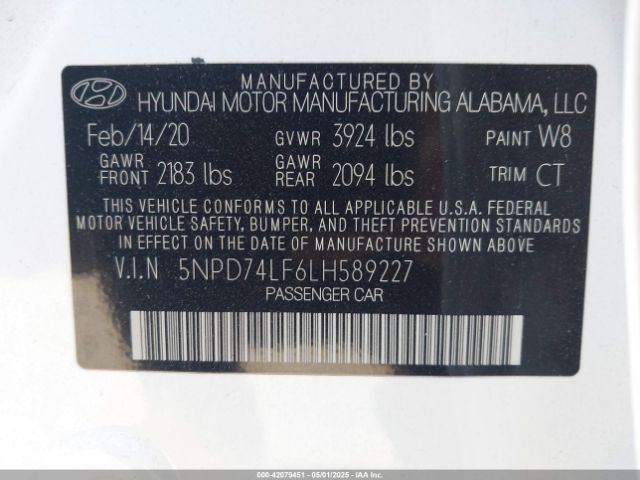 MANUFACTURED BY
HYUNDAI MOTOR MANUFACTURING ALABAMA, LLC
Feb/14/20 GVWR 3924 lbs PAINT W8
GAWR FRONT 2183 lbs GAWR REAR 2094 lbs TRIM CT
THIS VEHICLE CONFORMS TO ALL APPLICABLE U.S.A. FEDERAL
MOTOR VEHICLE SAFETY, BUMPER, AND THEFT PREVENTION STANDARDS
IN EFFECT ON THE DATE OF MANUFACTURE SHOWN ABOVE.
V.I.N 5NPD74LF6LH589227
PASSENGER CAR
000-42079451 - 05/01/2025 - COPYRIGHT IAA, LLC.